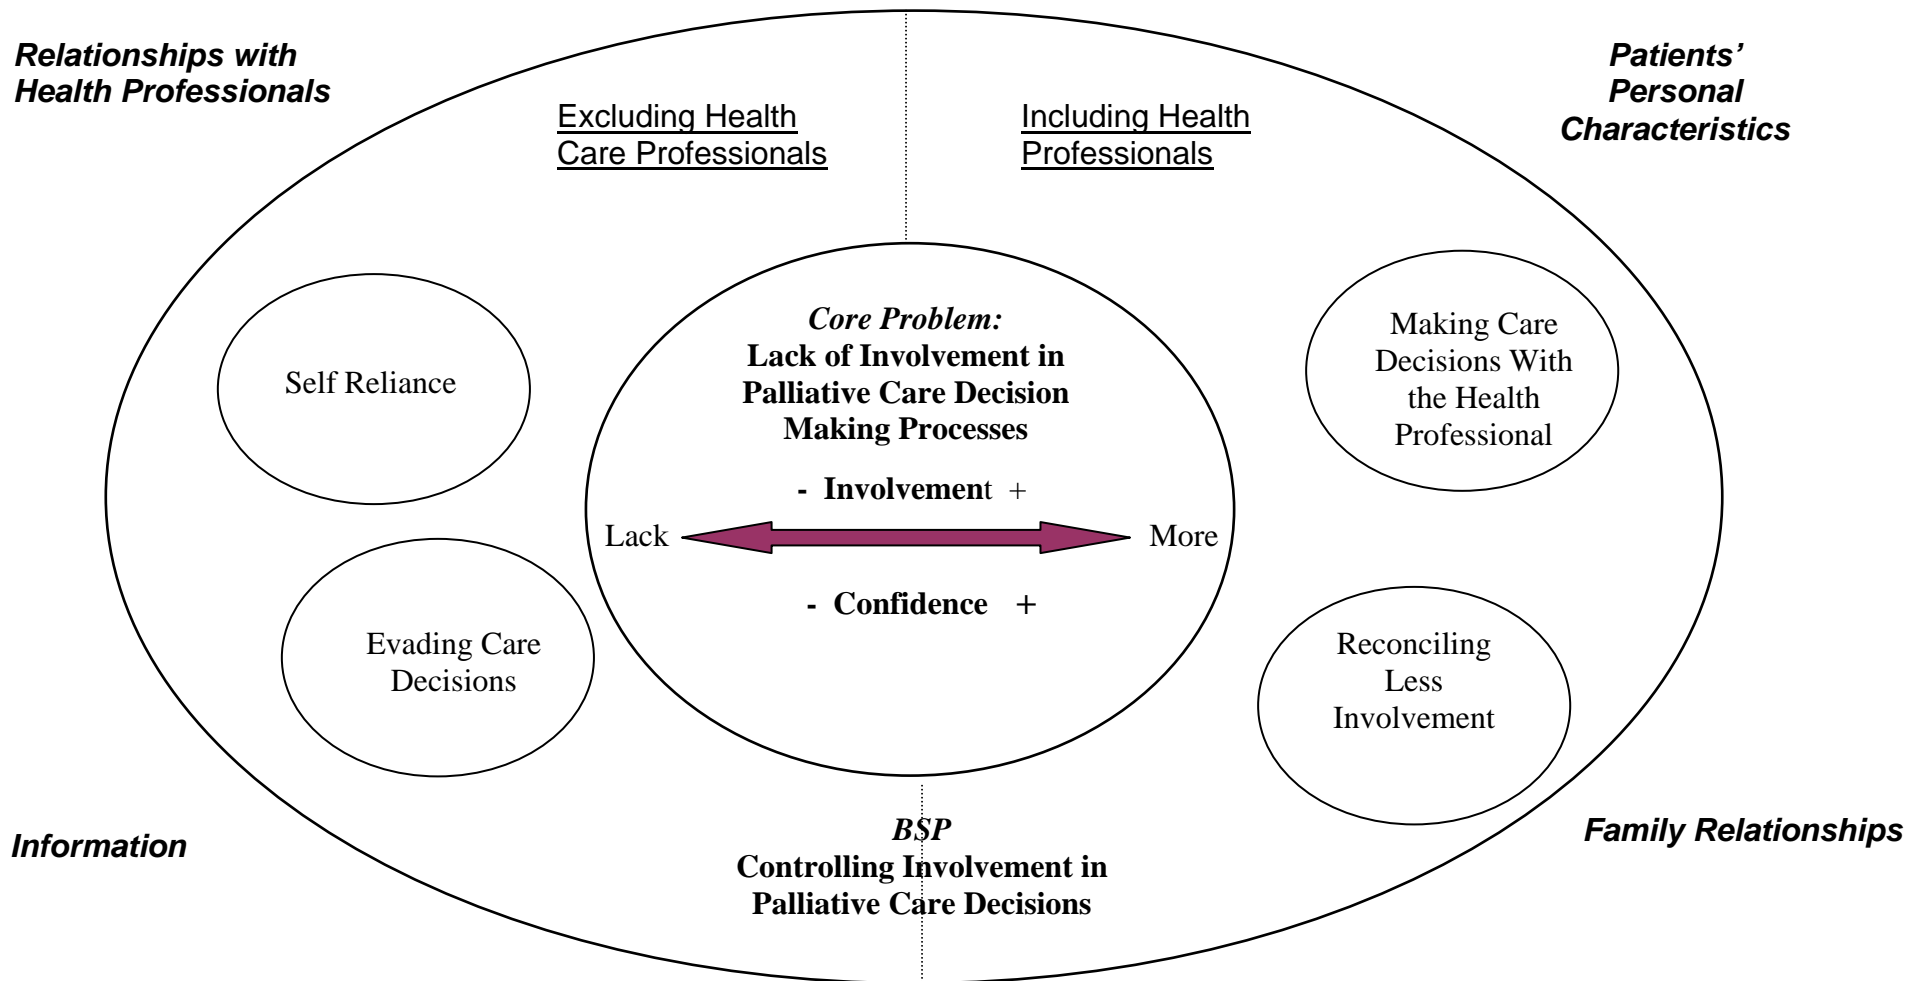 Relationships with
Health Professionals
Patients’
Personal
Characteristics
Excluding Health
Care Professionals
Including Health
Professionals
Self Reliance
Evading Care
Decisions
Core Problem:
Lack of Involvement in
Palliative Care Decision
Making Processes
- Involvement +
Lack
More
- Confidence +
Making Care
Decisions With
the Health
Professional
Reconciling
Less
Involvement
BSP
Controlling Involvement in
Palliative Care Decisions
Information
Family Relationships